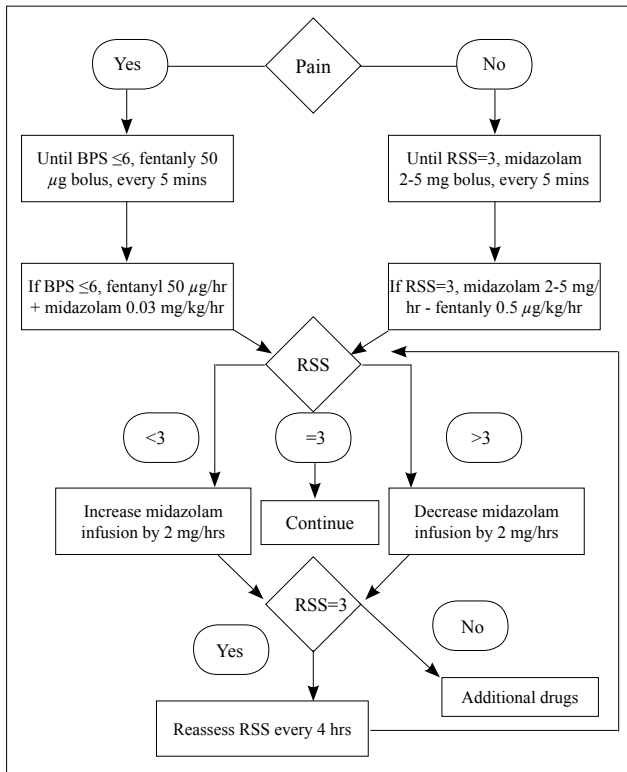 Pain
Yes
No
Until BPS ≤6, fentanly 50
µg bolus, every 5 mins
Until RSS=3, midazolam
2-5 mg bolus, every 5 mins
If BPS ≤6, fentanyl 50 µg/hr
+ midazolam 0.03 mg/kg/hr
If RSS=3, midazolam 2-5 mg/
hr - fentanly 0.5 µg/kg/hr
RSS
<3
=3
>3
Increase midazolam
infusion by 2 mg/hrs
Continue
Decrease midazolam
infusion by 2 mg/hrs
RSS=3
Yes
No
Additional drugs
Reassess RSS every 4 hrs